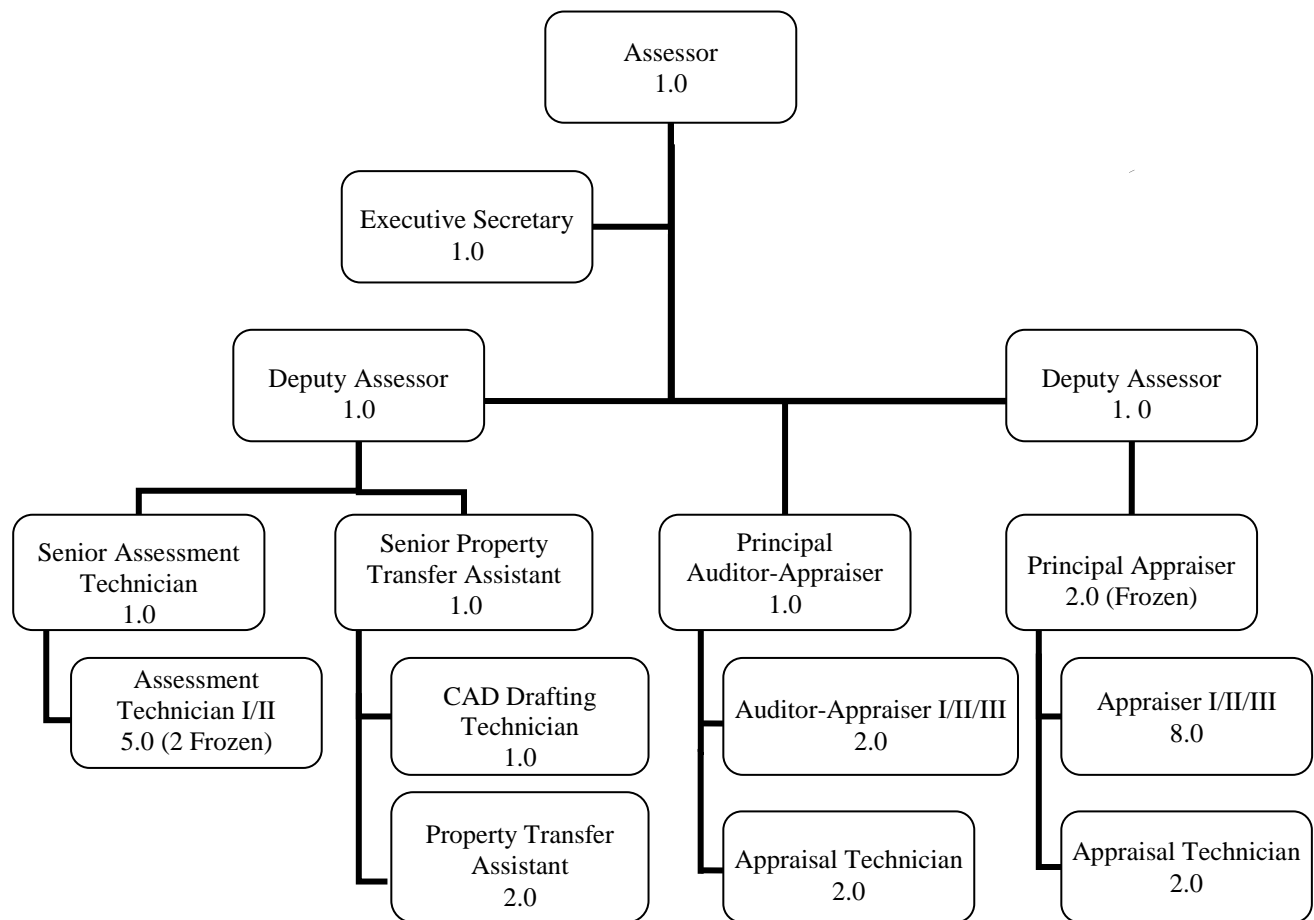 Assessor
1.0
Executive Secretary
1.0
Deputy Assessor
1.0
Deputy Assessor
1. 0
Senior Assessment
Technician
1.0
Senior Property
Transfer Assistant
1.0
Principal
Auditor-Appraiser
1.0
Principal Appraiser
2.0 (Frozen)
Assessment
Technician I/II
5.0 (2 Frozen)
CAD Drafting
Technician
1.0
Auditor-Appraiser I/II/III
2.0
Appraiser I/II/III
8.0
Property Transfer
Assistant
2.0
Appraisal Technician
2.0
Appraisal Technician
2.0